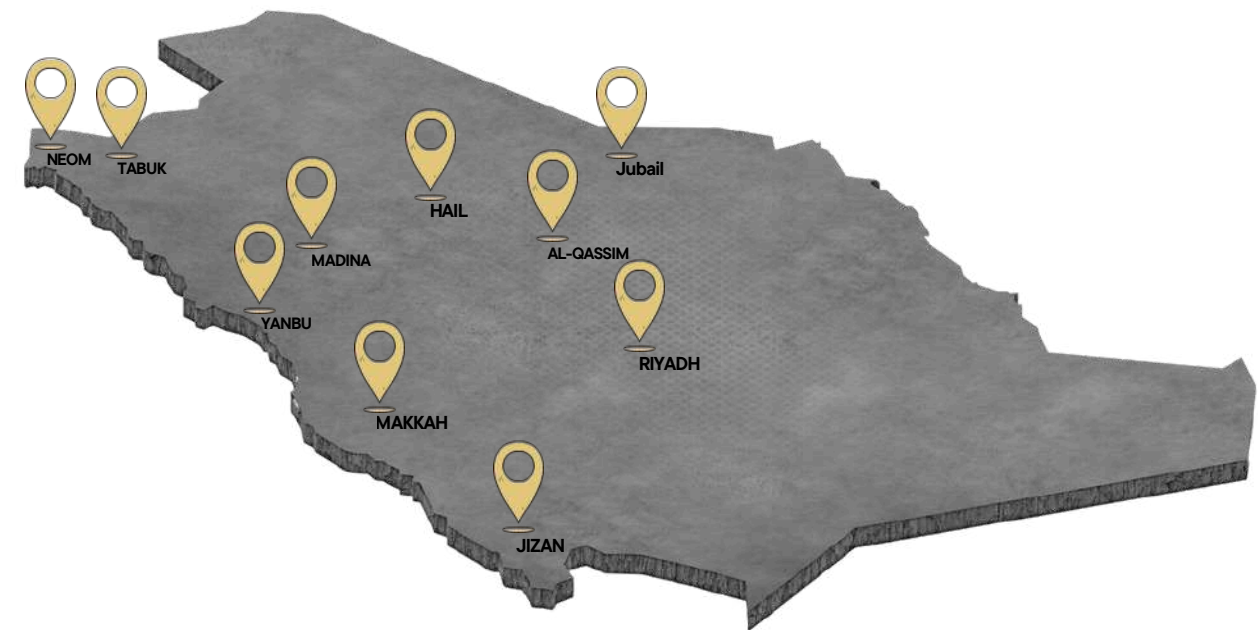 NEOM
TABUK
Jubail
HAIL
MADINA
AL-QASSIM
YANBU
RIYADH
MAKKAH
JIZAN